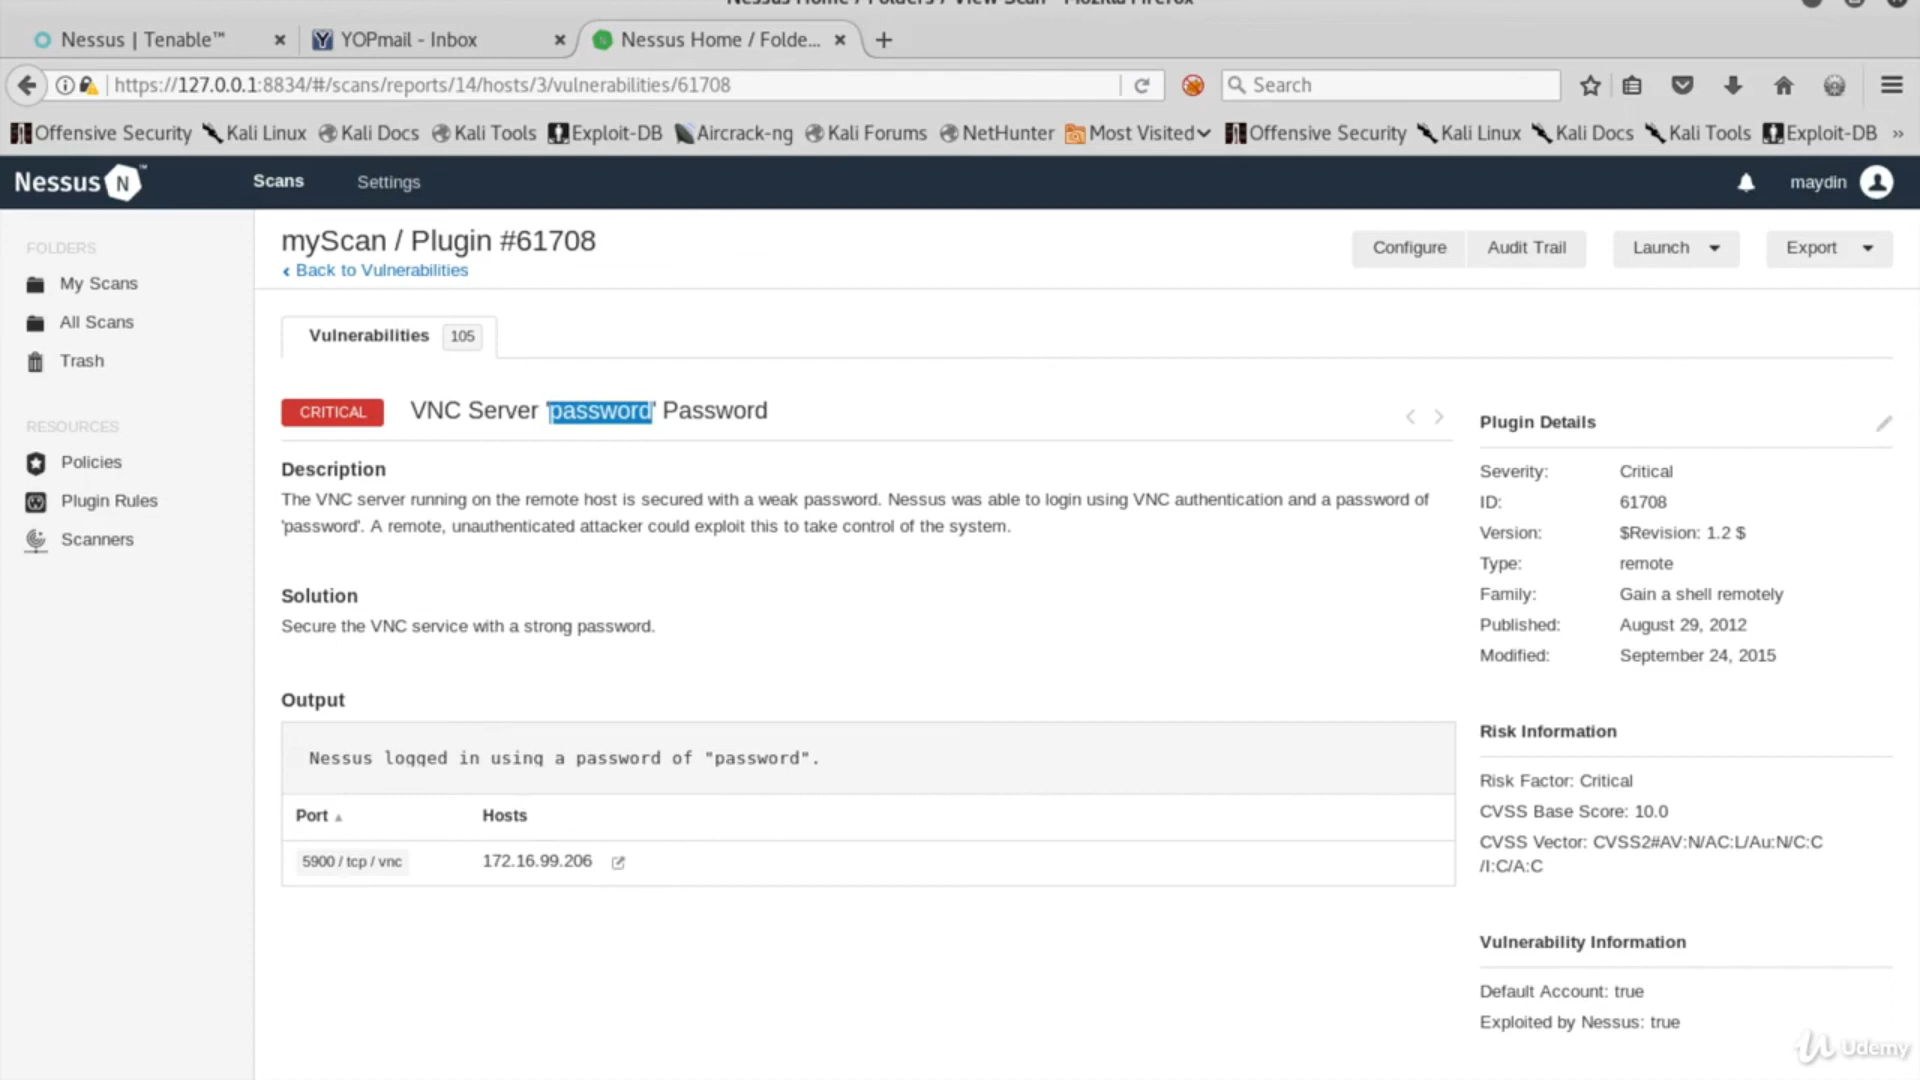 Nessus Home / Folders / View Scan - Mozilla Firefox
Nessus | Tenable™
YOPmail - Inbox
Nessus Home / Folde...
https://127.0.0.1:8834/#/scans/reports/14/hosts/3/vulnerabilities/61708
Search
Offensive Security Kali Linux Kali Docs Kali Tools Exploit-DB Aircrack-ng Kali Forums NetHunter Most Visited Offensive Security Kali Linux Kali Docs Kali Tools Exploit-DB »
Nessus N ™
Scans
Settings
maydin
FOLDERS
My Scans
All Scans
Trash
RESOURCES
Policies
Plugin Rules
Scanners
myScan / Plugin #61708
Back to Vulnerabilities
Configure
Audit Trail
Launch
Export
Vulnerabilities 105
CRITICAL
VNC Server 'password' Password
Description
The VNC server running on the remote host is secured with a weak password. Nessus was able to login using VNC authentication and a password of
'password'. A remote, unauthenticated attacker could exploit this to take control of the system.
Solution
Secure the VNC service with a strong password.
Output
Nessus logged in using a password of "password".
Port Hosts
5900 / tcp / vnc 172.16.99.206
Plugin Details
Severity: Critical
ID: 61708
Version: $Revision: 1.2 $
Type: remote
Family: Gain a shell remotely
Published: August 29, 2012
Modified: September 24, 2015
Risk Information
Risk Factor: Critical
CVSS Base Score: 10.0
CVSS Vector: CVSS2#AV:N/AC:L/Au:N/C:C
/I:C/A:C
Vulnerability Information
Default Account: true
Exploited by Nessus: true
Udemy